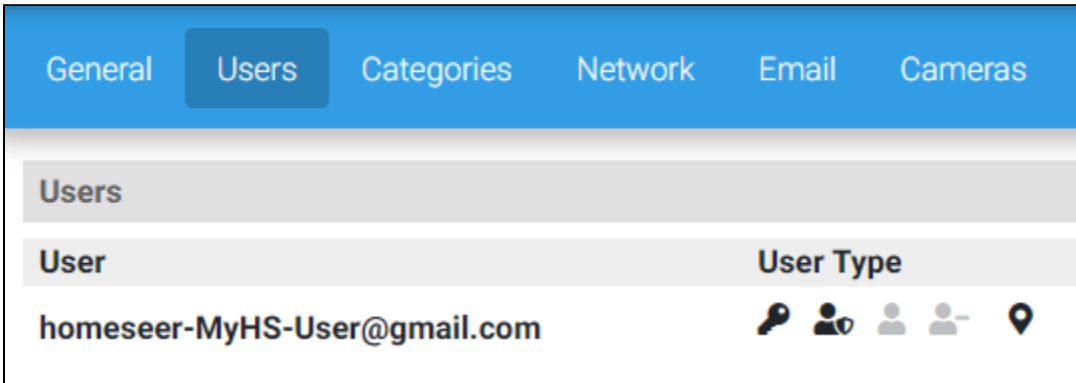 General Users Categories Network Email Cameras
Users
User User Type
homeseer-MyHS-User@gmail.com